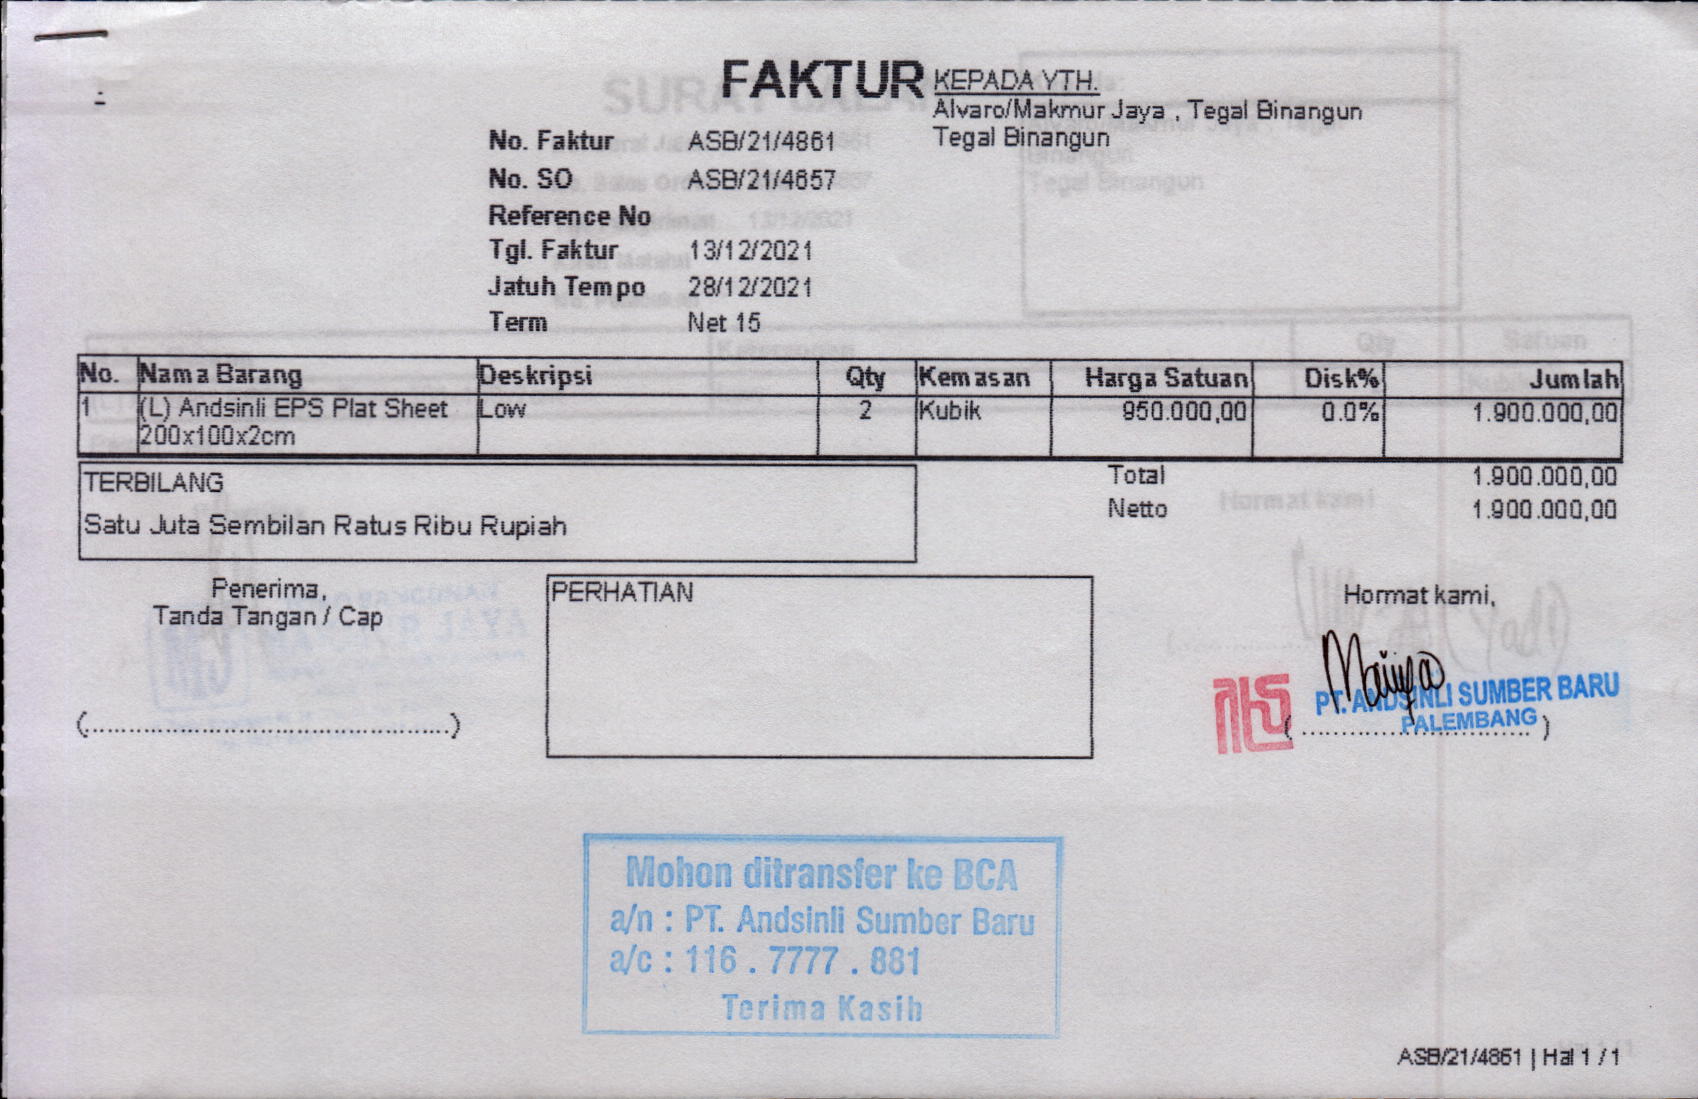 FAKTUR
KEPADA YTH.
Alvaro/Makmur Jaya , Tegal Binangun
Tegal Binangun
No. Faktur ASB/21/4861
No. SO ASB/21/4657
Reference No
Tgl. Faktur 13/12/2021
Jatuh Tempo 28/12/2021
Term Net 15
No. Nama Barang Deskripsi Qty Kemasan Harga Satuan Disk% Jumlah
1 (L) Andsinli EPS Plat Sheet Low 2 Kubik 950.000,00 0.0% 1.900.000,00
200x100x2cm
TERBILANG
Satu Juta Sembilan Ratus Ribu Rupiah
Total 1.900.000,00
Netto 1.900.000,00
Penerima,
Tanda Tangan / Cap
(................................................)
PERHATIAN
Hormat kami,
PT. ANDSINLI SUMBER BARU
PALEMBANG
(..............................)
Mohon ditransfer ke BCA
a/n : PT. Andsinli Sumber Baru
a/c : 116 . 7777 . 881
Terima Kasih
ASB/21/4861 | Hal 1 / 1